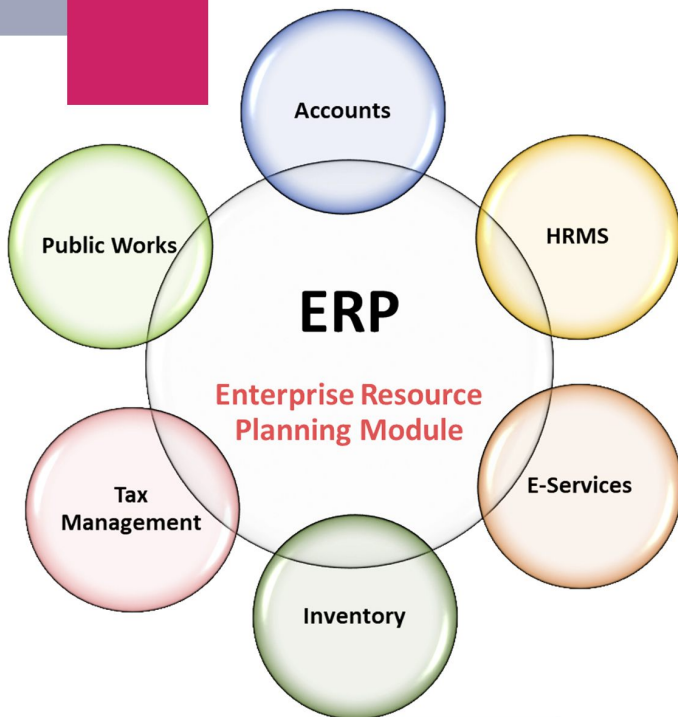 Accounts
HRMS
Public Works
ERP
Enterprise Resource
Planning Module
E-Services
Tax
Management
Inventory